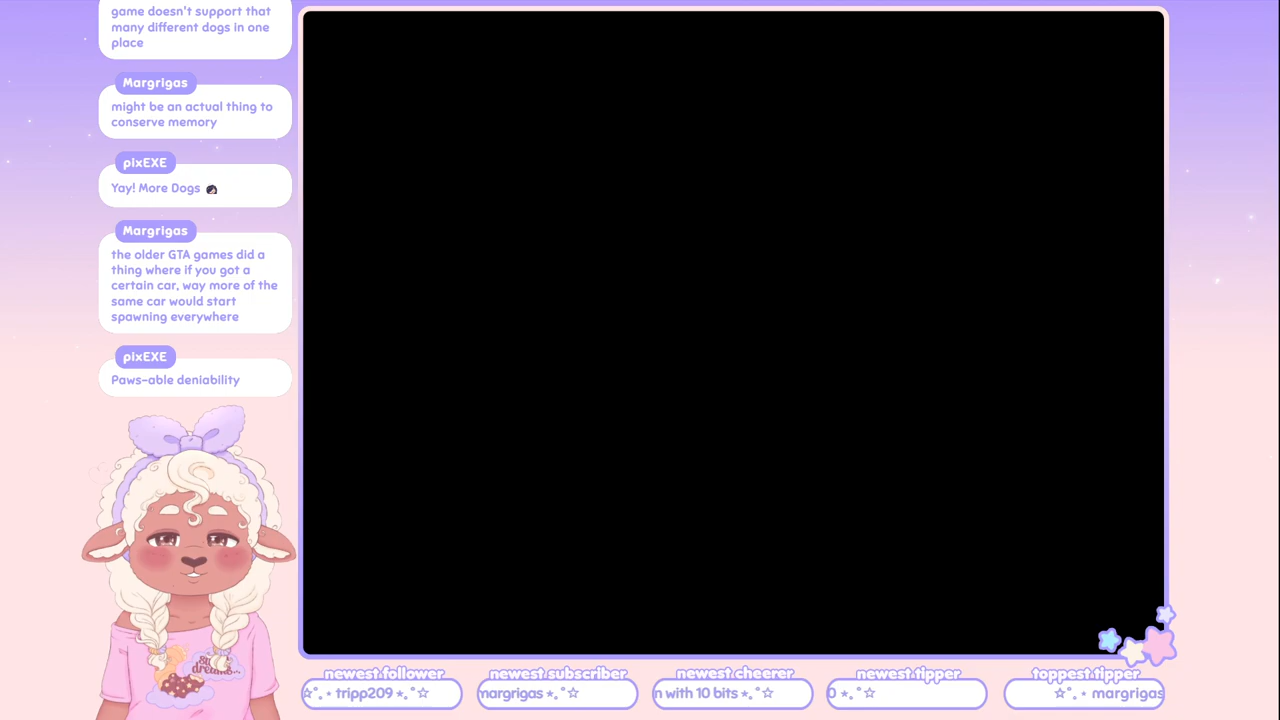 game doesn't support that
many different dogs in one
place
Margrigas
might be an actual thing to
conserve memory
pixEXE
Yay! More Dogs
Margrigas
the older GTA games did a
thing where if you got a
certain car, way more of the
same car would start
spawning everywhere
pixEXE
Paws-able deniability
newest follower
☆˚｡⋆ tripp209 ⋆｡˚☆
newest subscriber
margrigas ⋆｡˚☆
newest cheerer
n with 10 bits ⋆｡˚☆
newest tipper
0 ⋆｡˚☆
toppest tipper
☆˚｡⋆ margrigas